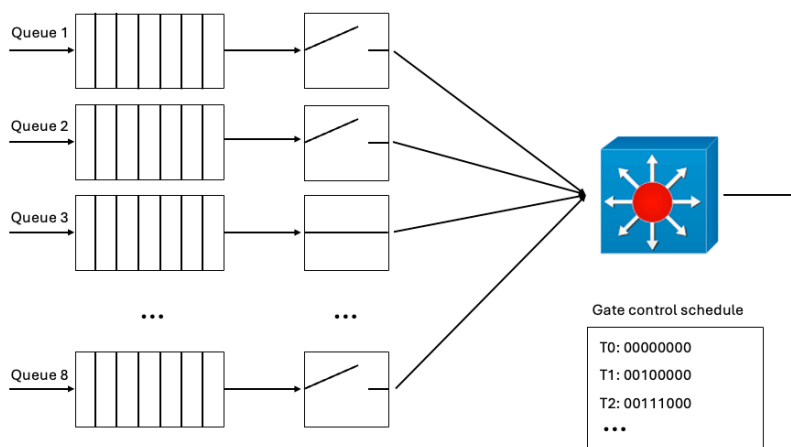 Queue 1
Queue 2
Queue 3
...
...
Queue 8
Gate control schedule
T0: 00000000
T1: 00100000
T2: 00111000
...